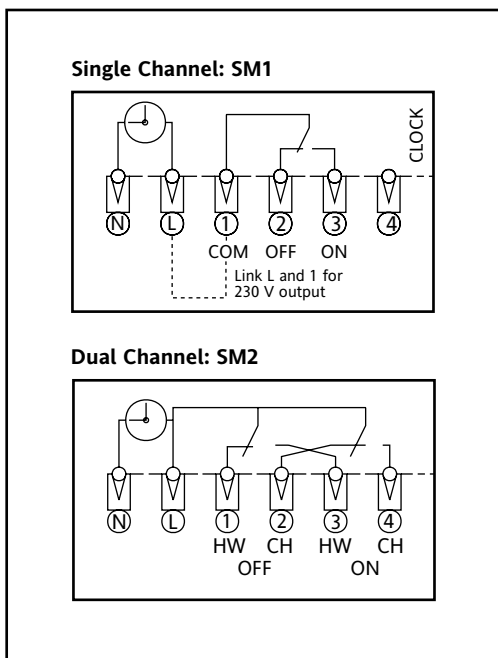 Single Channel: SM1
CLOCK
N L 1 2 3 4
COM OFF ON
Link L and 1 for
230 V output
Dual Channel: SM2
N L 1 2 3 4
HW CH HW CH
OFF ON